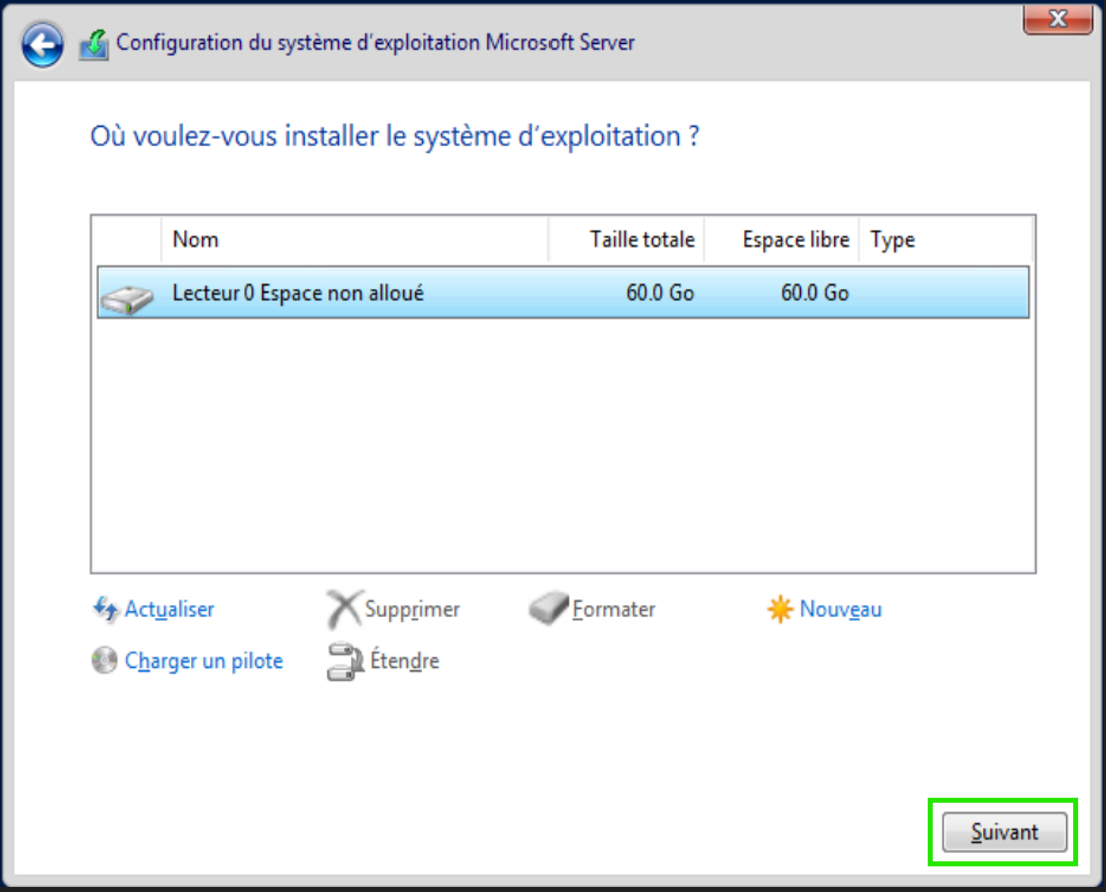 Configuration du système d'exploitation Microsoft Server
Où voulez-vous installer le système d'exploitation ?
Nom Taille totale Espace libre Type
Lecteur 0 Espace non alloué 60.0 Go 60.0 Go
Actualiser Supprimer Formater Nouveau
Charger un pilote Étendre
Suivant